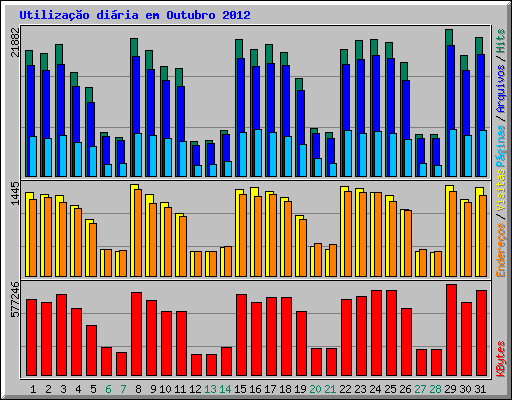 Utilização diária em Outubro 2012
21882
1445
577246
Endereços / Visitas Páginas / Arquivos / Hits
KBytes
1 2 3 4 5 6 7 8 9 10 11 12 13 14 15 16 17 18 19 20 21 22 23 24 25 26 27 28 29 30 31